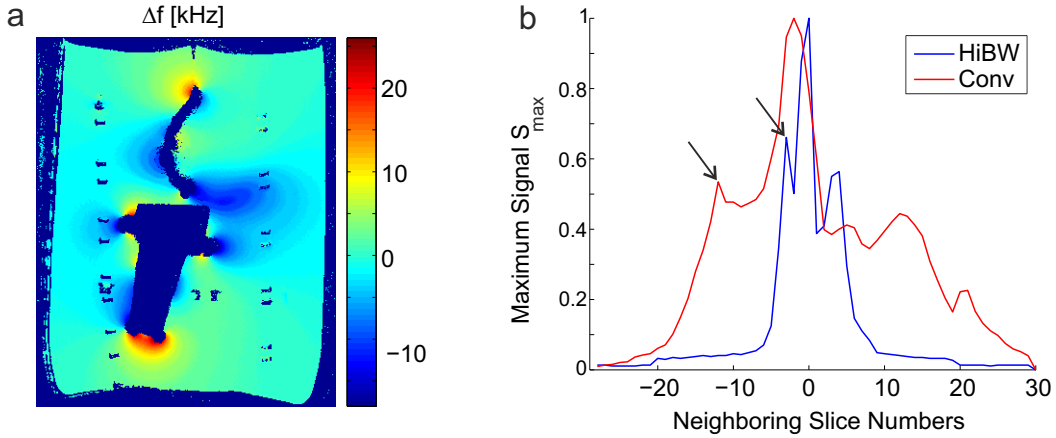 a
Δf [kHz]
20
10
0
−10
b
HiBW
Conv
Maximum Signal S_max
1
0.8
0.6
0.4
0.2
0
−20
−10
0
10
20
30
Neighboring Slice Numbers